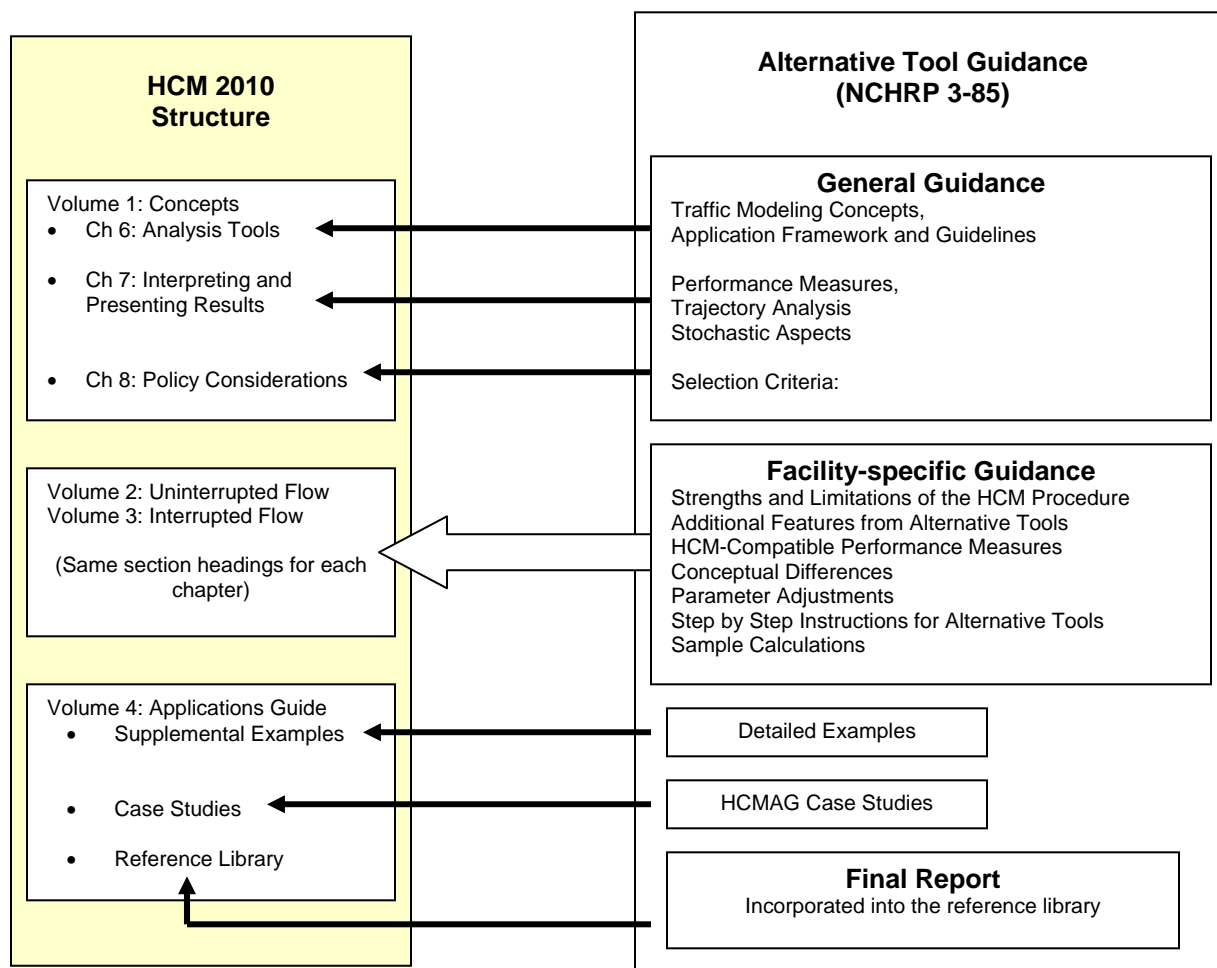 HCM 2010
Structure
Volume 1: Concepts
• Ch 6: Analysis Tools
• Ch 7: Interpreting and
Presenting Results
• Ch 8: Policy Considerations
Volume 2: Uninterrupted Flow
Volume 3: Interrupted Flow
(Same section headings for each
chapter)
Volume 4: Applications Guide
• Supplemental Examples
• Case Studies
• Reference Library
Alternative Tool Guidance
(NCHRP 3-85)
General Guidance
Traffic Modeling Concepts,
Application Framework and Guidelines
Performance Measures,
Trajectory Analysis
Stochastic Aspects
Selection Criteria:
Facility-specific Guidance
Strengths and Limitations of the HCM Procedure
Additional Features from Alternative Tools
HCM-Compatible Performance Measures
Conceptual Differences
Parameter Adjustments
Step by Step Instructions for Alternative Tools
Sample Calculations
Detailed Examples
HCMAG Case Studies
Final Report
Incorporated into the reference library